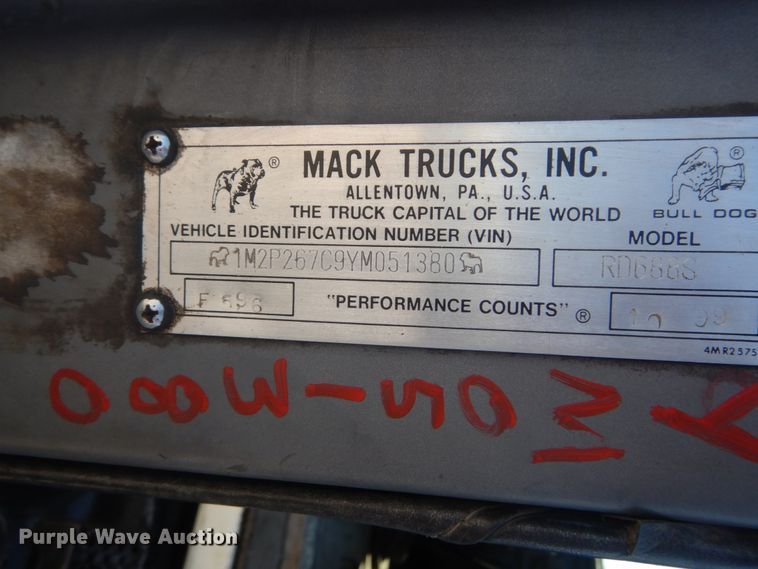 MACK TRUCKS, INC.
ALLENTOWN, PA., U.S.A.
THE TRUCK CAPITAL OF THE WORLD
® ® BULL DOG
VEHICLE IDENTIFICATION NUMBER (VIN) MODEL
1M2P267C9YM051380 RD688S
"PERFORMANCE COUNTS" ®
4MR2575
YM051380
Purple Wave Auction